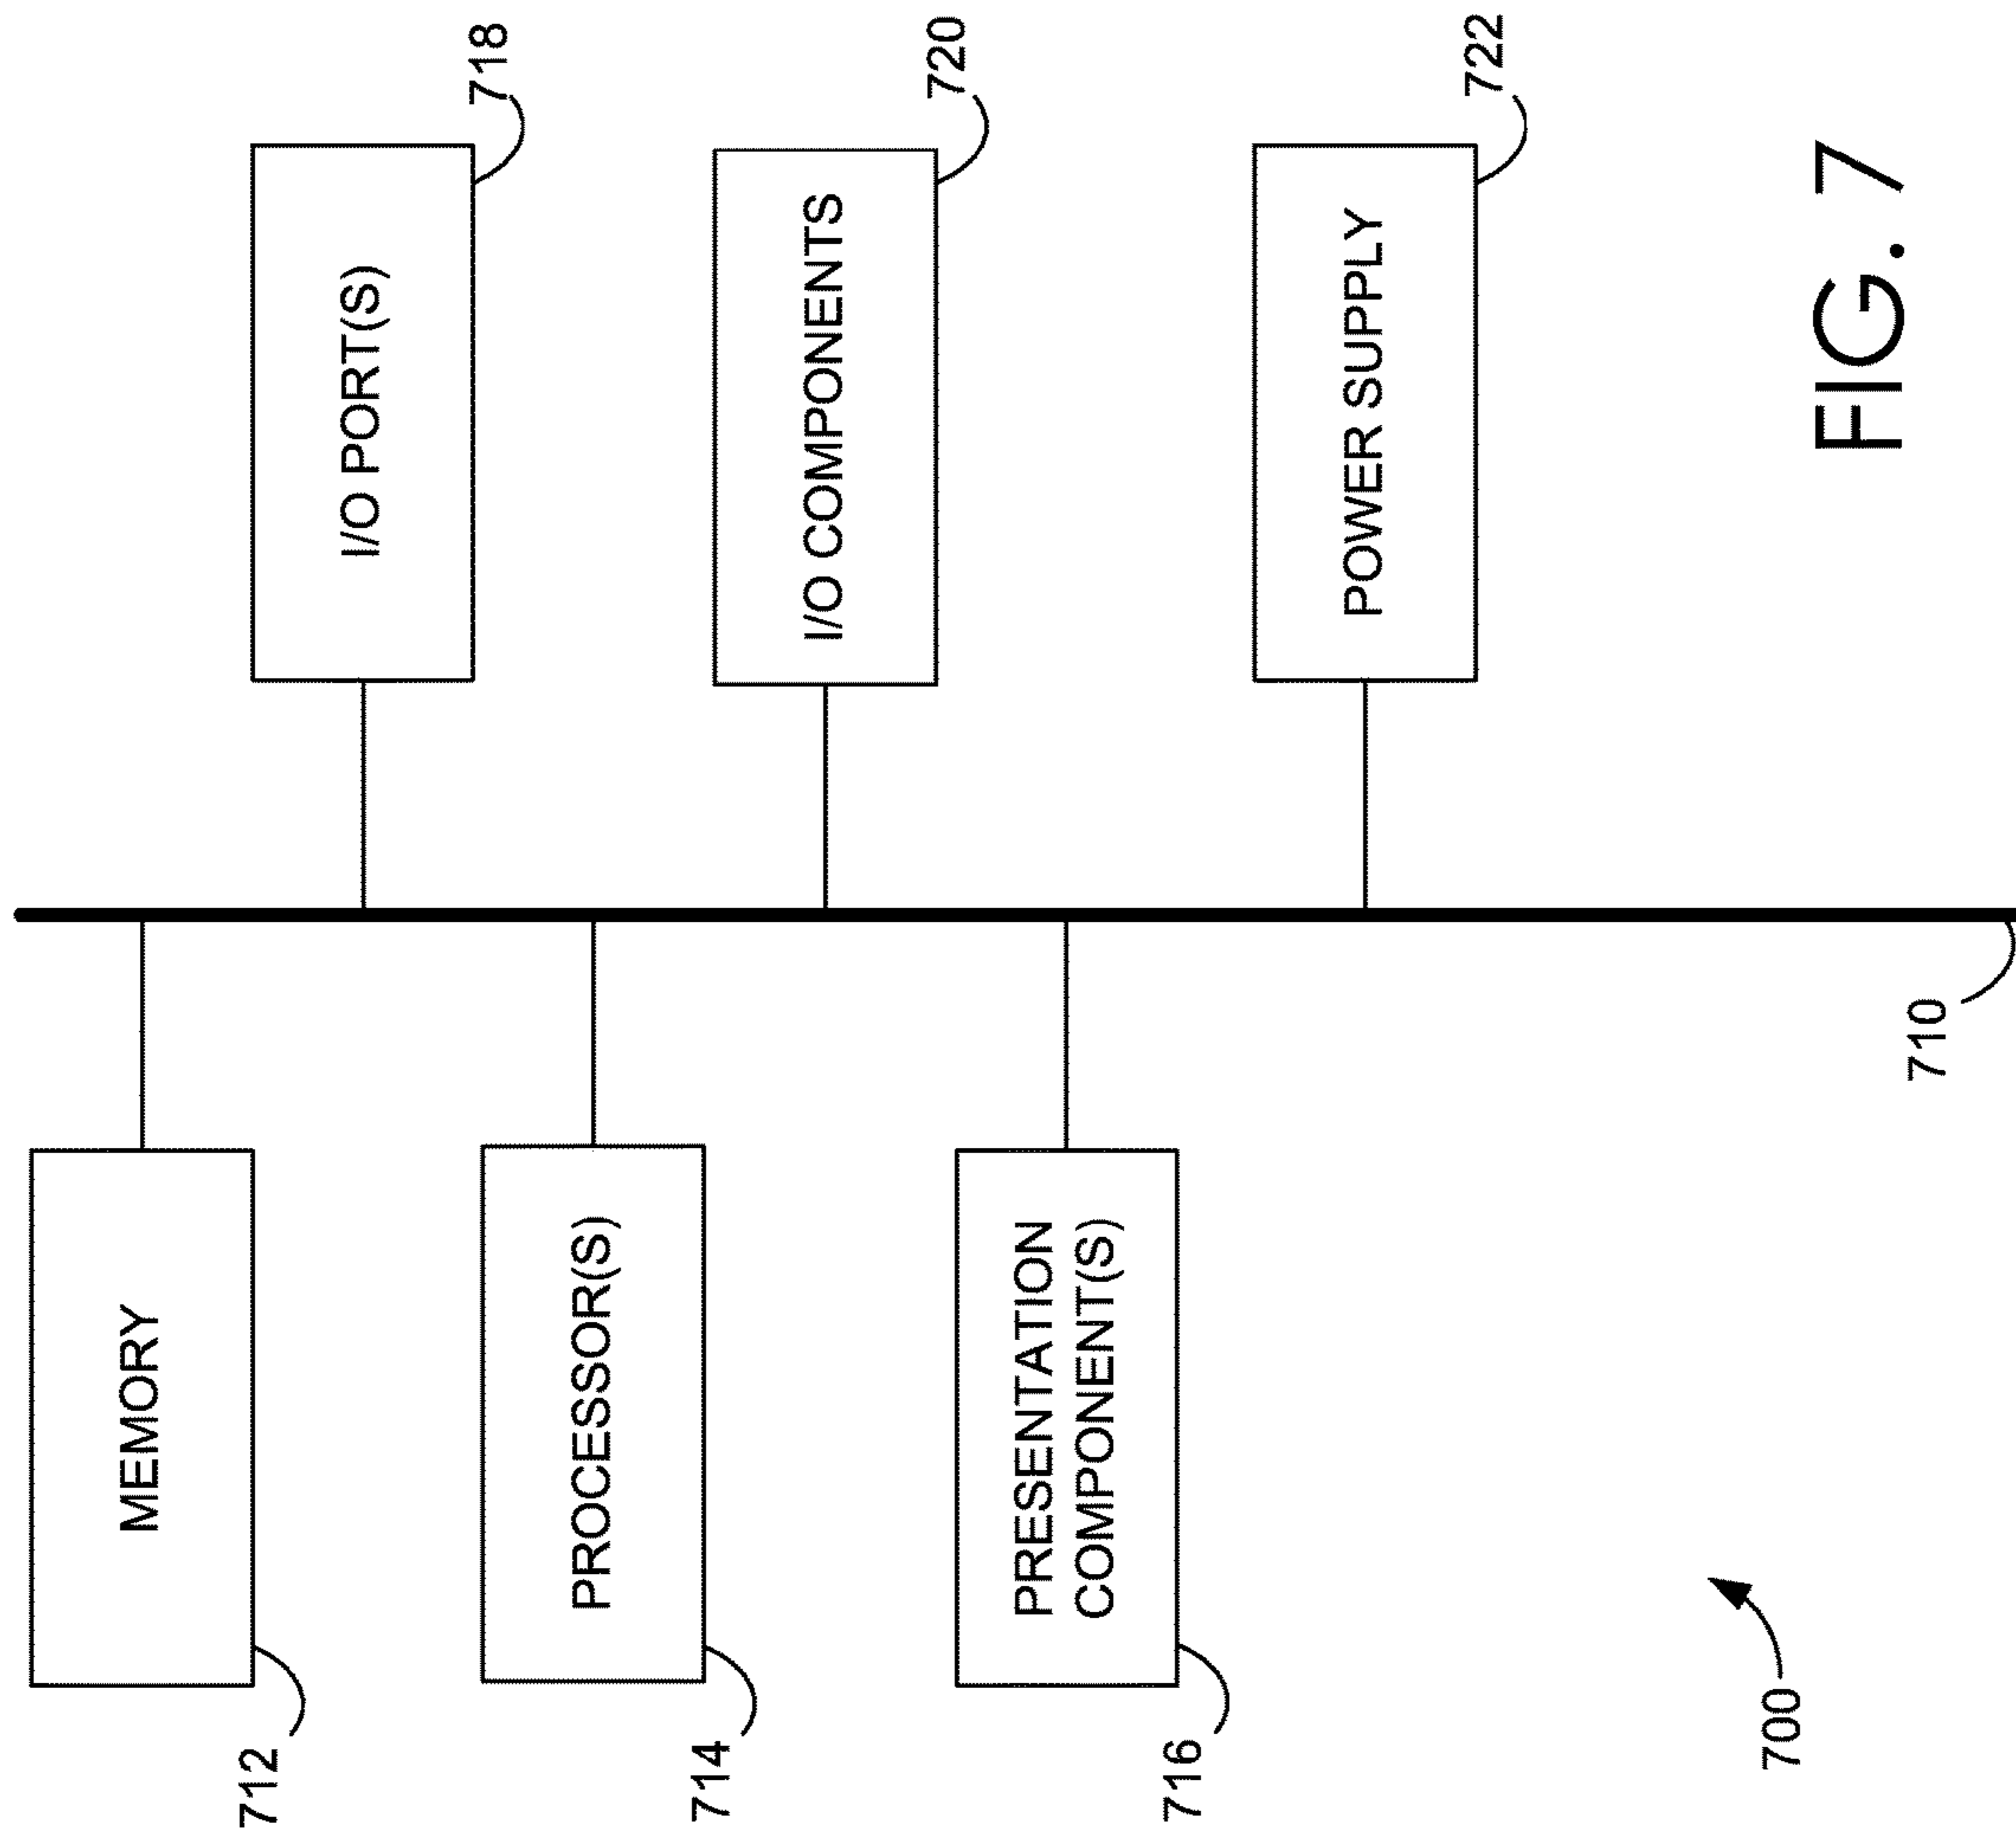 MEMORY
712
I/O PORT(S)
718
PROCESSOR(S)
714
I/O COMPONENTS
720
PRESENTATION
COMPONENT(S)
716
POWER SUPPLY
722
700
710
FIG. 7